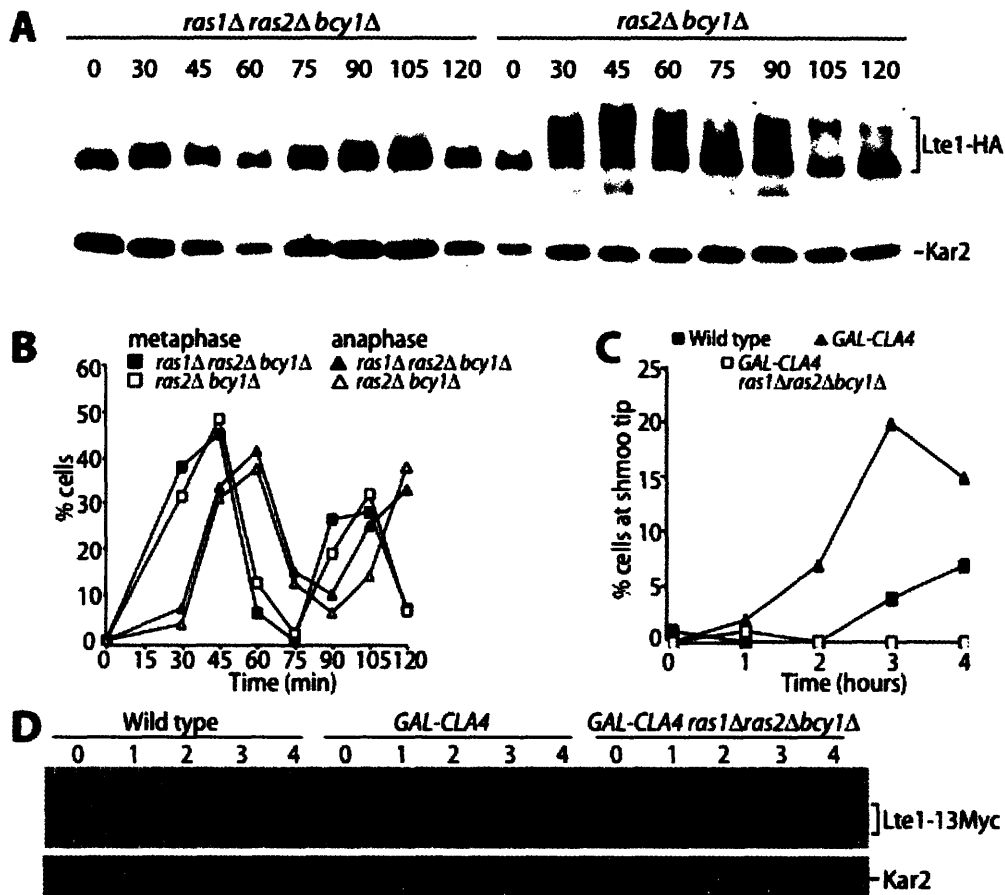 A
ras1Δ ras2Δ bcy1Δ
ras2Δ bcy1Δ
0 30 45 60 75 90 105 120 0 30 45 60 75 90 105 120
Lte1-HA
-Kar2
B
metaphase
ras1Δ ras2Δ bcy1Δ
ras2Δ bcy1Δ
anaphase
ras1Δ ras2Δ bcy1Δ
ras2Δ bcy1Δ
% cells
60
50
40
30
20
10
0
0 15 30 45 60 75 90 105 120
Time (min)
C
Wild type
GAL-CLA4
GAL-CLA4
ras1Δras2Δbcy1Δ
% cells at shmoo tip
25
20
15
10
5
0
0 1 2 3 4
Time (hours)
D
Wild type
GAL-CLA4
GAL-CLA4 ras1Δras2Δbcy1Δ
0 1 2 3 4 0 1 2 3 4 0 1 2 3 4
Lte1-13Myc
-Kar2